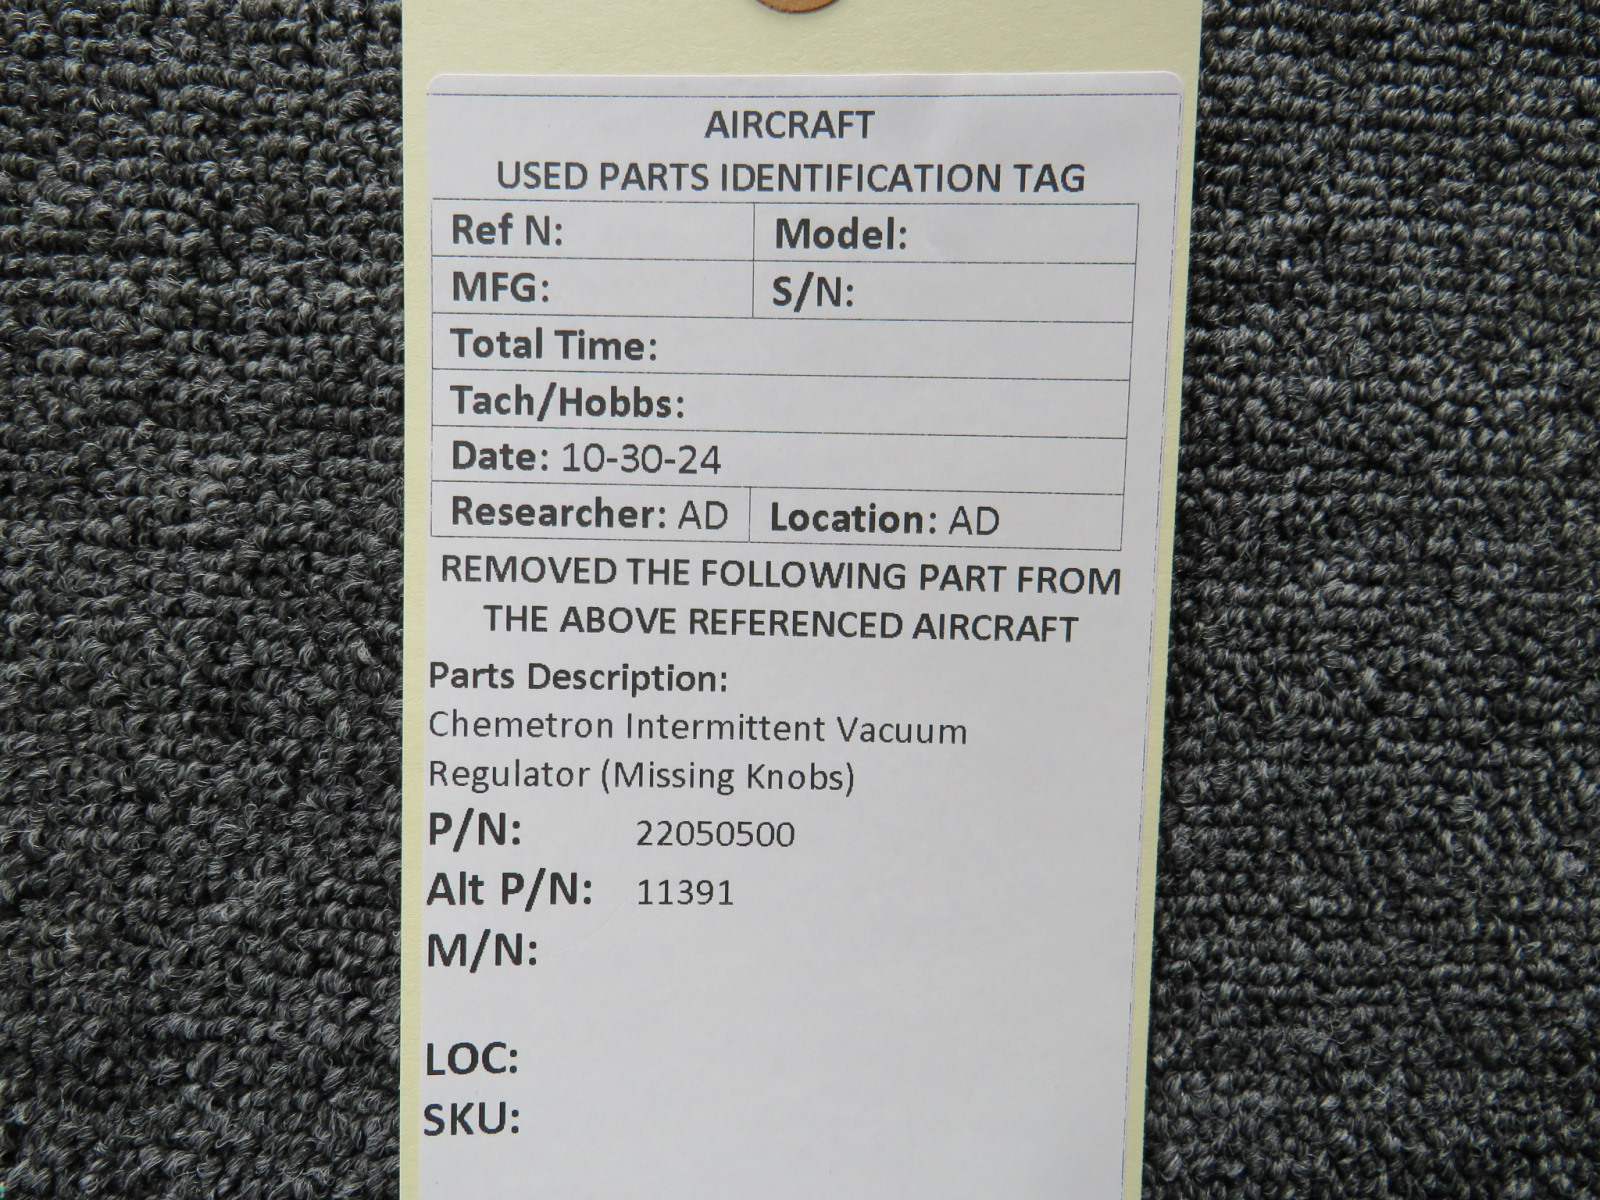 AIRCRAFT
USED PARTS IDENTIFICATION TAG
Ref N: Model:
MFG: S/N:
Total Time:
Tach/Hobbs:
Date: 10-30-24
Researcher: AD Location: AD
REMOVED THE FOLLOWING PART FROM
THE ABOVE REFERENCED AIRCRAFT
Parts Description:
Chemetron Intermittent Vacuum
Regulator (Missing Knobs)
P/N: 22050500
Alt P/N: 11391
M/N:
LOC:
SKU: